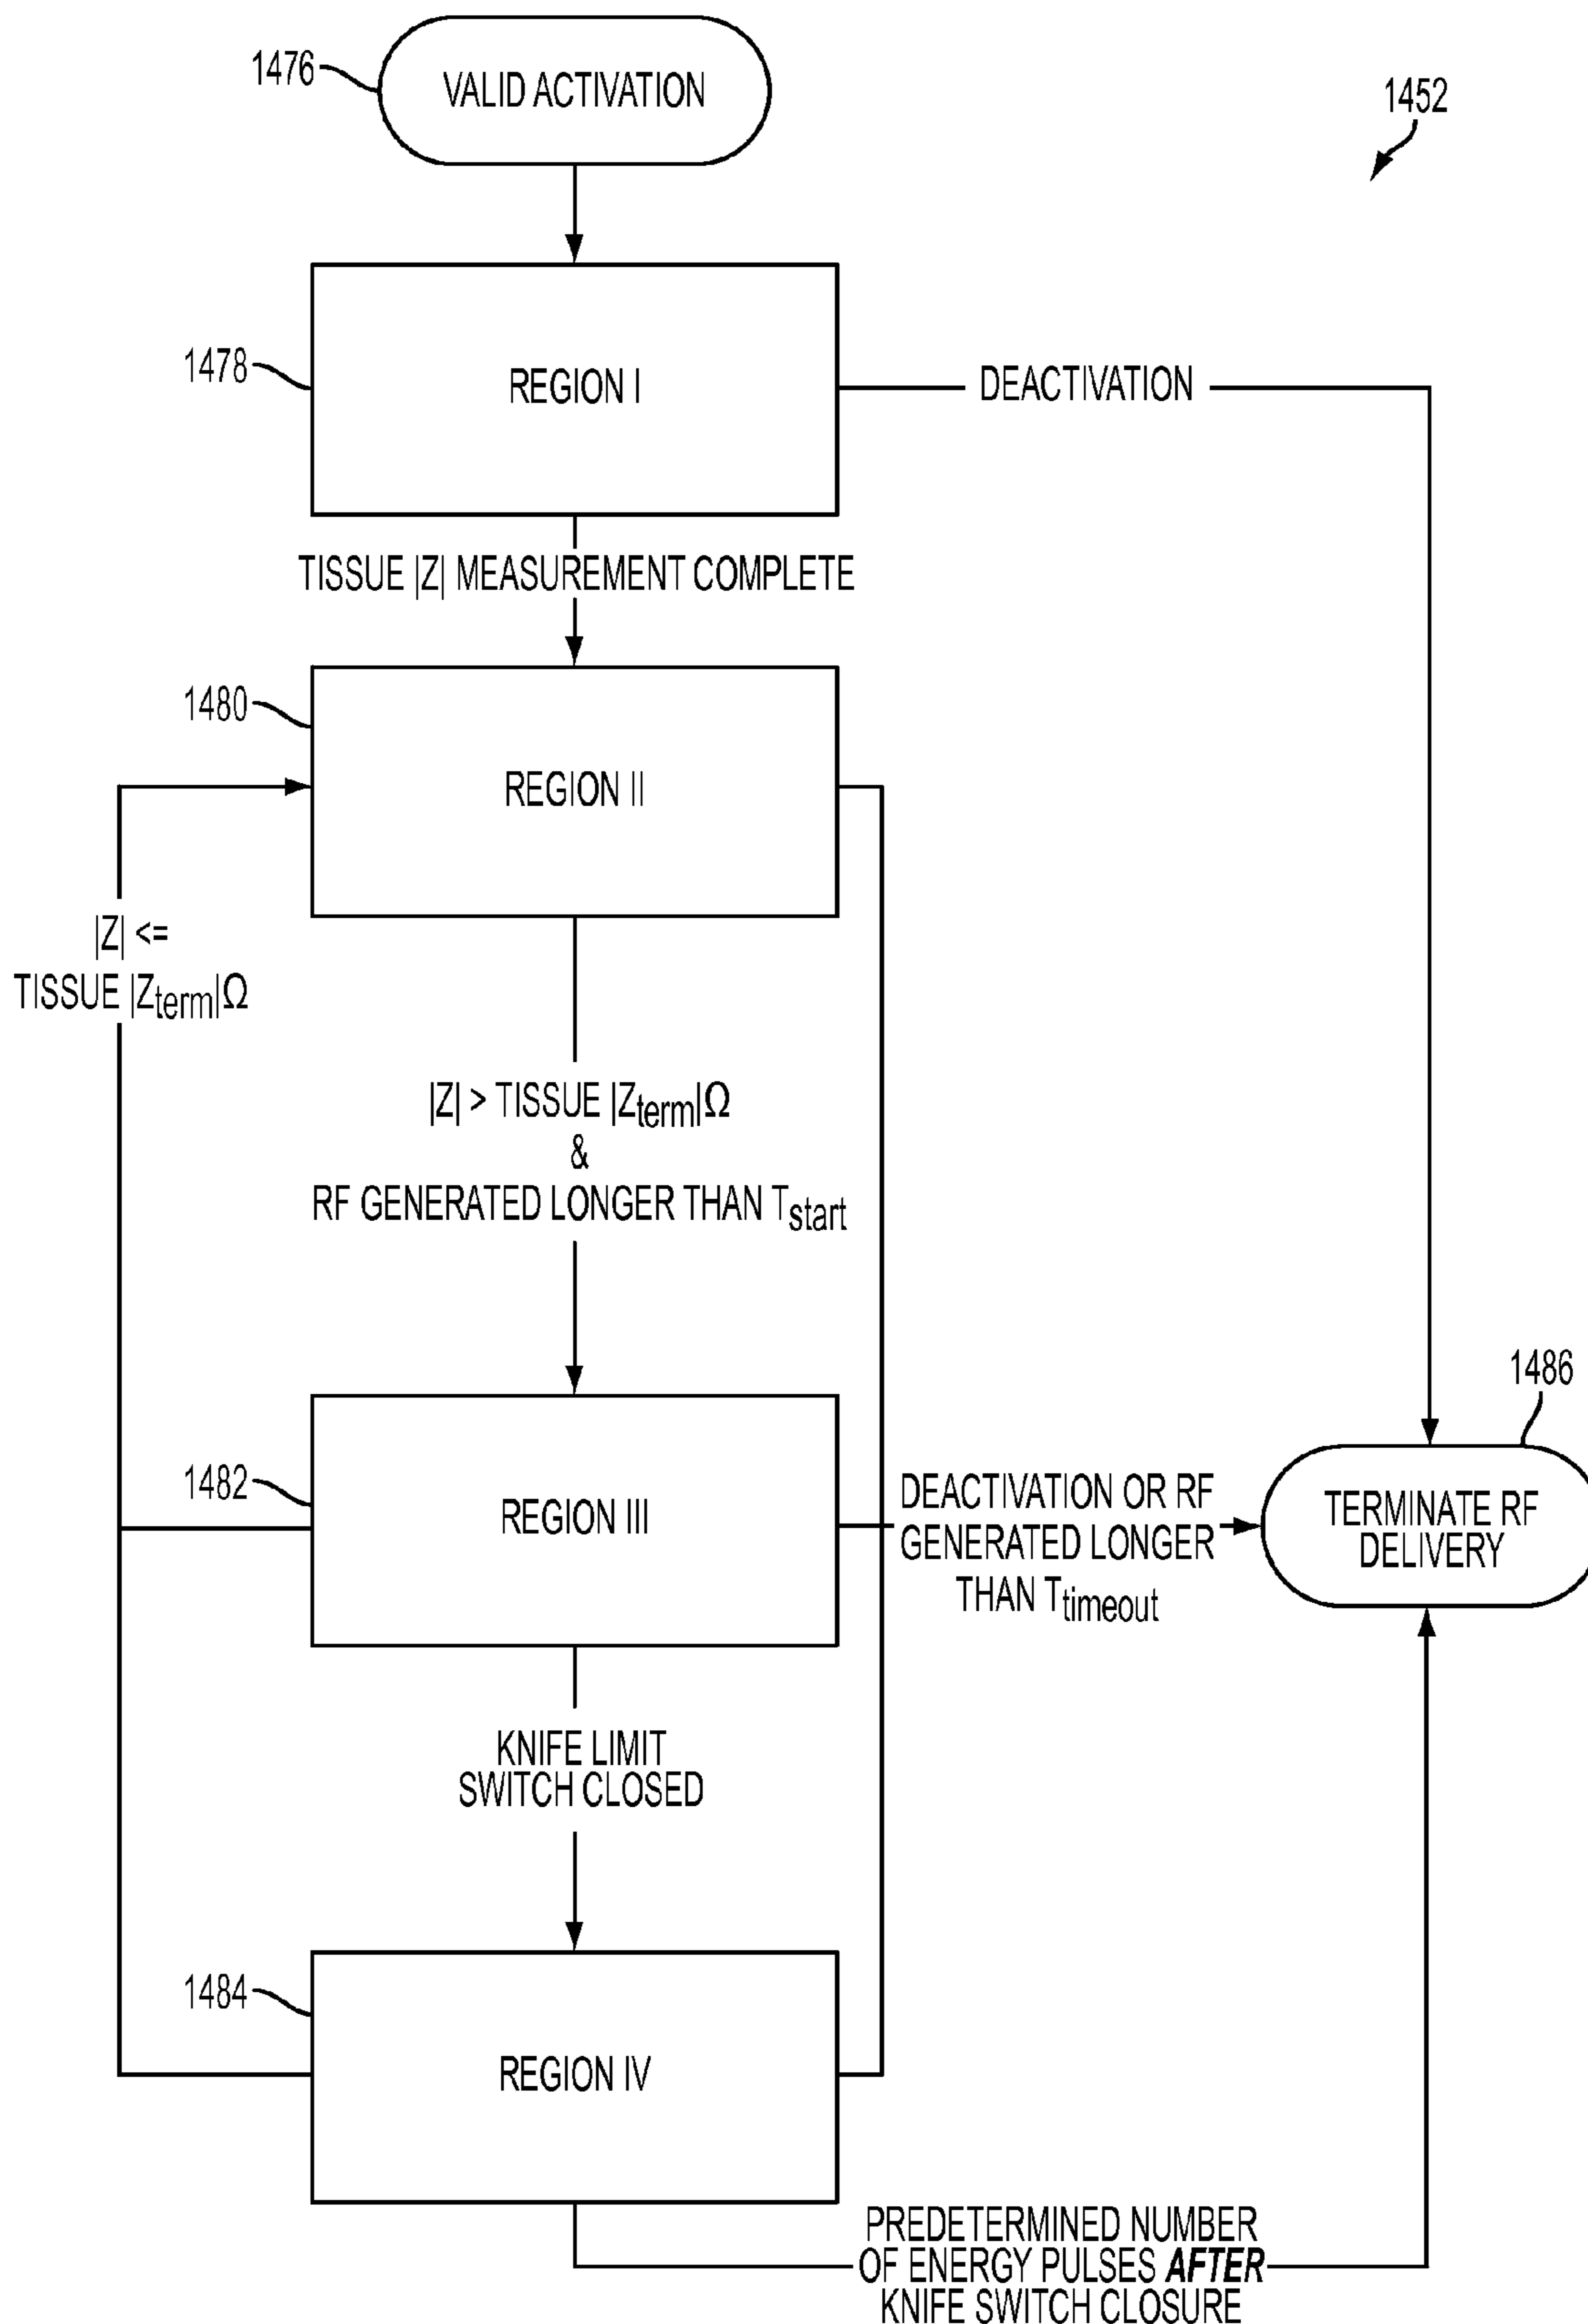 1476
VALID ACTIVATION
1452
1478
REGION I
DEACTIVATION
TISSUE |Z| MEASUREMENT COMPLETE
1480
REGION II
|Z| <=
TISSUE |Zterm|Ω
|Z| > TISSUE |Zterm|Ω
&
RF GENERATED LONGER THAN Tstart
1482
REGION III
DEACTIVATION OR RF
GENERATED LONGER
THAN Ttimeout
1486
TERMINATE RF
DELIVERY
KNIFE LIMIT
SWITCH CLOSED
1484
REGION IV
PREDETERMINED NUMBER
OF ENERGY PULSES AFTER
KNIFE SWITCH CLOSURE